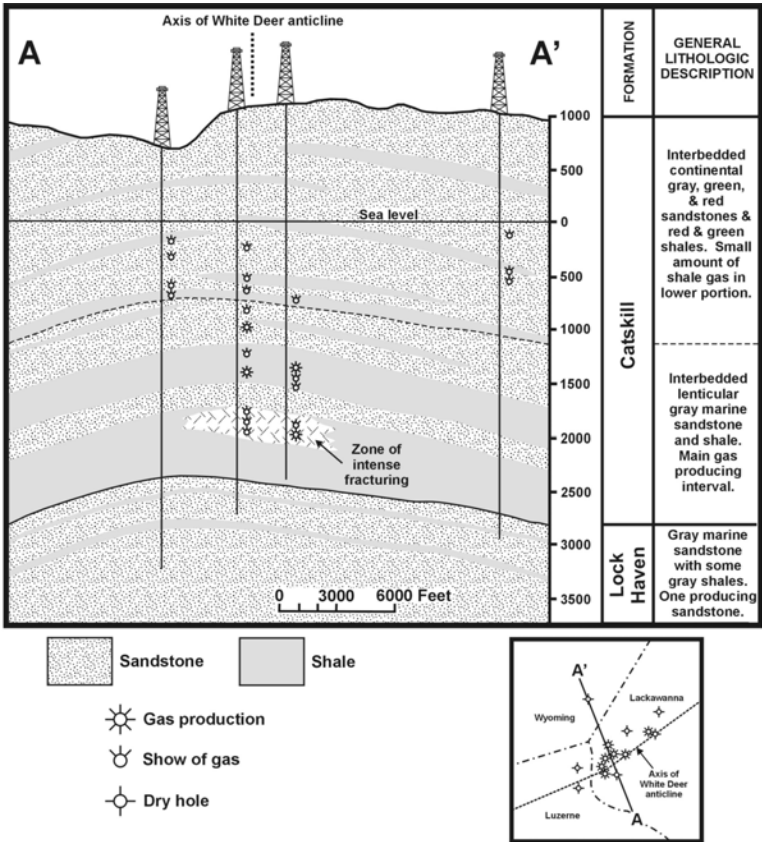 Axis of White Deer anticline
A
A'
FORMATION
GENERAL
LITHOLOGIC
DESCRIPTION
1000
500
Sea level
0
500
1000
1500
2000
2500
3000
3500
Zone of
intense
fracturing
0 3000 6000 Feet
Catskill
Lock
Haven
Interbedded
continental
gray, green,
& red
sandstones &
red & green
shales. Small
amount of
shale gas in
lower portion.
Interbedded
lenticular
gray marine
sandstone
and shale.
Main gas
producing
interval.
Gray marine
sandstone
with some
gray shales.
One producing
sandstone.
Sandstone
Shale
Gas production
Show of gas
Dry hole
A'
Lackawanna
Wyoming
Axis of
White Deer
anticline
Luzerne
A